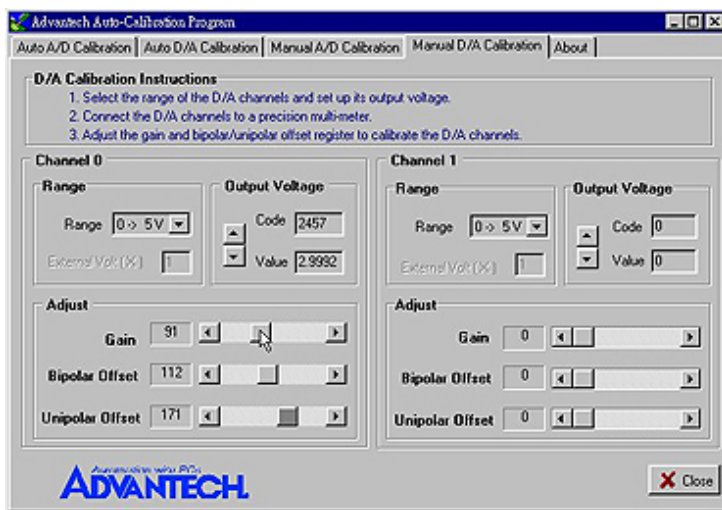 Advantech Auto-Calibration Program
Auto A/D Calibration Auto D/A Calibration Manual A/D Calibration Manual D/A Calibration About
D/A Calibration Instructions
1. Select the range of the D/A channels and set up its output voltage.
2. Connect the D/A channels to a precision multi-meter.
3. Adjust the gain and bipolar/unipolar offset register to calibrate the D/A channels.
Channel 0
Range
Range 0 -> 5 V
External Volt (X-) 1
Output Voltage
Code 2457
Value 2.9992
Adjust
Gain 91
Bipolar Offset 112
Unipolar Offset 171
Channel 1
Range
Range 0 -> 5 V
External Volt (X-) 1
Output Voltage
Code 0
Value 0
Adjust
Gain 0
Bipolar Offset 0
Unipolar Offset 0
Automation with PCs
ADVANTECH.
Close